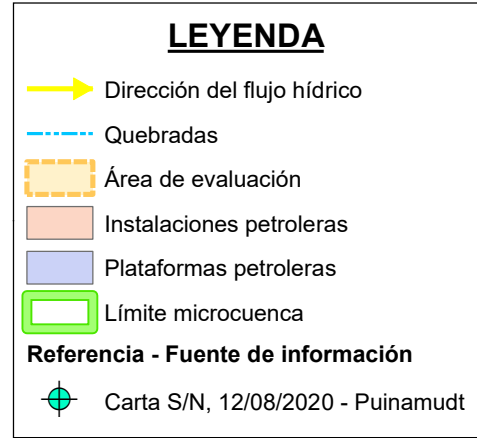 LEYENDA
Dirección del flujo hídrico
Quebradas
Área de evaluación
Instalaciones petroleras
Plataformas petroleras
Límite microcuenca
Referencia - Fuente de información
Carta S/N, 12/08/2020 - Puinamudt